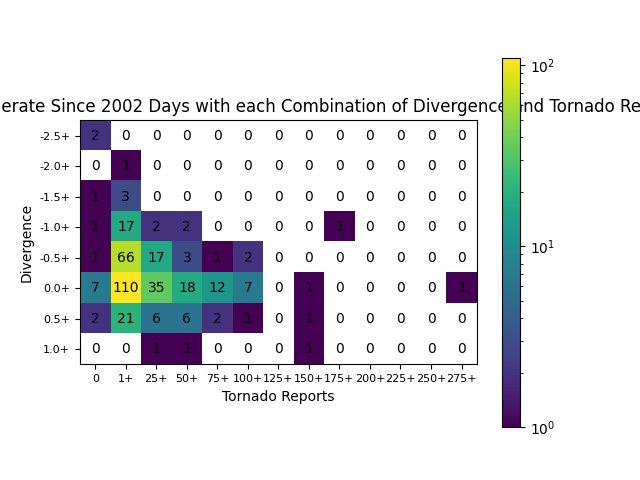 erate Since 2002 Days with each Combination of Divergence and Tornado Re
Divergence
-2.5+ 2 0 0 0 0 0 0 0 0 0 0 0 0
-2.0+ 0 1 0 0 0 0 0 0 0 0 0 0 0
-1.5+ 1 3 0 0 0 0 0 0 0 0 0 0 0
-1.0+ 1 17 2 2 0 0 0 0 1 0 0 0 0
-0.5+ 1 66 17 3 1 2 0 0 0 0 0 0 0
0.0+ 7 110 35 18 12 7 0 1 0 0 0 0 1
0.5+ 2 21 6 6 2 1 0 1 0 0 0 0 0
1.0+ 0 0 1 1 0 0 0 1 0 0 0 0 0
0 1+ 25+ 50+ 75+ 100+ 125+ 150+ 175+ 200+ 225+ 250+ 275+
Tornado Reports
10²
10¹
10⁰